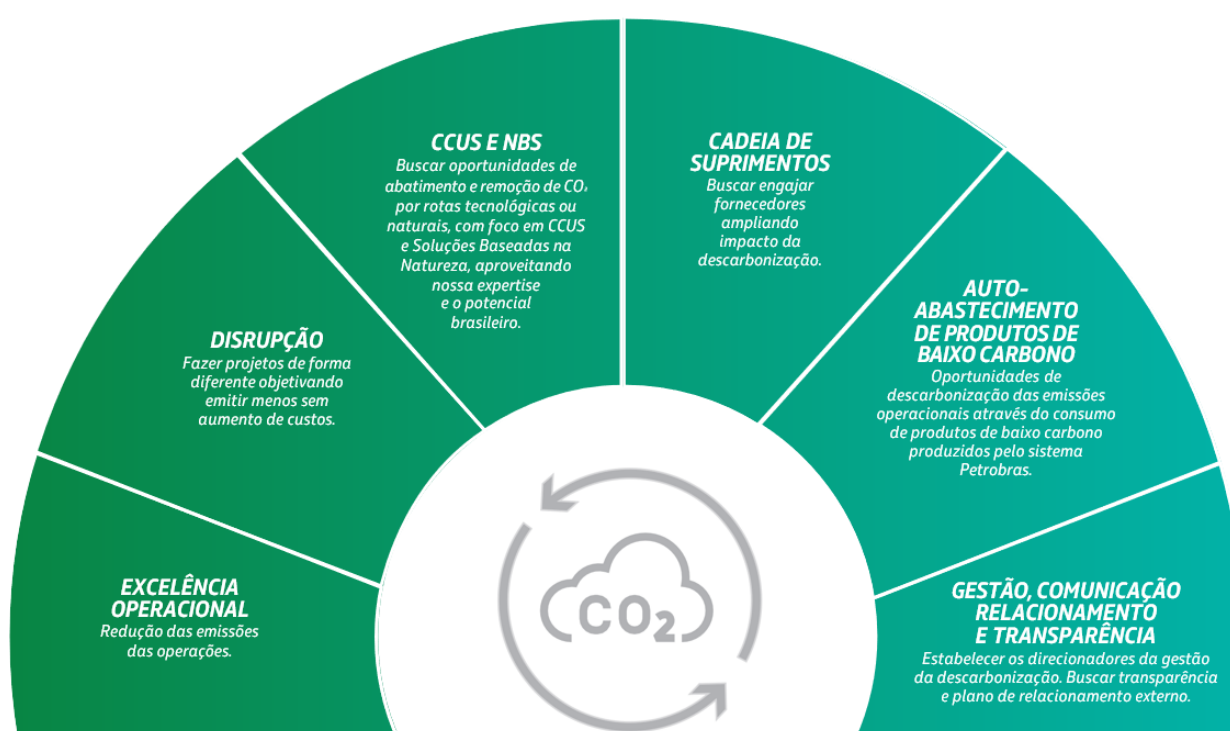 CCUS E NBS
Buscar oportunidades de
abatimento e remoção de CO₂
por rotas tecnológicas ou
naturais, com foco em CCUS
e Soluções Baseadas na
Natureza, aproveitando
nossa expertise
e o potencial
brasileiro.
CADEIA DE
SUPRIMENTOS
Buscar engajar
fornecedores
ampliando
impacto da
descarbonização.
AUTO-
ABASTECIMENTO
DE PRODUTOS DE
BAIXO CARBONO
Oportunidades de
descarbonização das emissões
operacionais através do consumo
de produtos de baixo carbono
produzidos pelo sistema
Petrobras.
DISRUPÇÃO
Fazer projetos de forma
diferente objetivando
emitir menos sem
aumento de custos.
EXCELÊNCIA
OPERACIONAL
Redução das emissões
das operações.
CO₂
GESTÃO, COMUNICAÇÃO
RELACIONAMENTO
E TRANSPARÊNCIA
Estabelecer os direcionadores da gestão
da descarbonização. Buscar transparência
e plano de relacionamento externo.